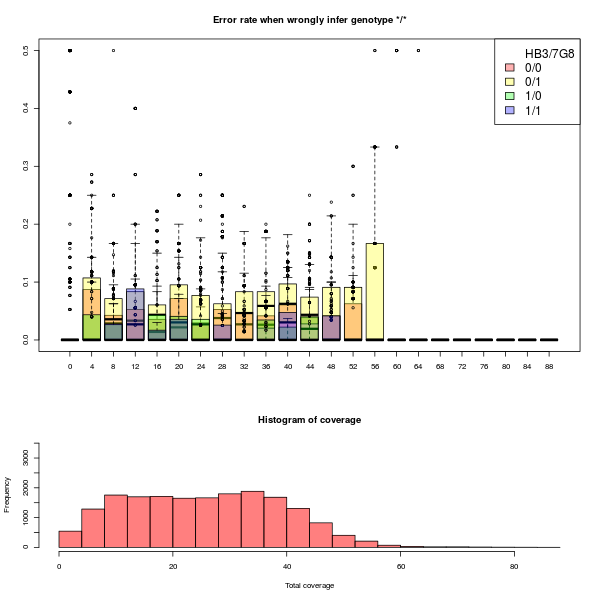 Error rate when wrongly infer genotype */*
HB3/7G8
0/0
0/1
1/0
1/1
0.5
0.4
0.3
0.2
0.1
0.0
0 4 8 12 16 20 24 28 32 36 40 44 48 52 56 60 64 68 72 76 80 84 88
Histogram of coverage
Frequency
3000
2000
1000
0
0 20 40 60 80
Total coverage